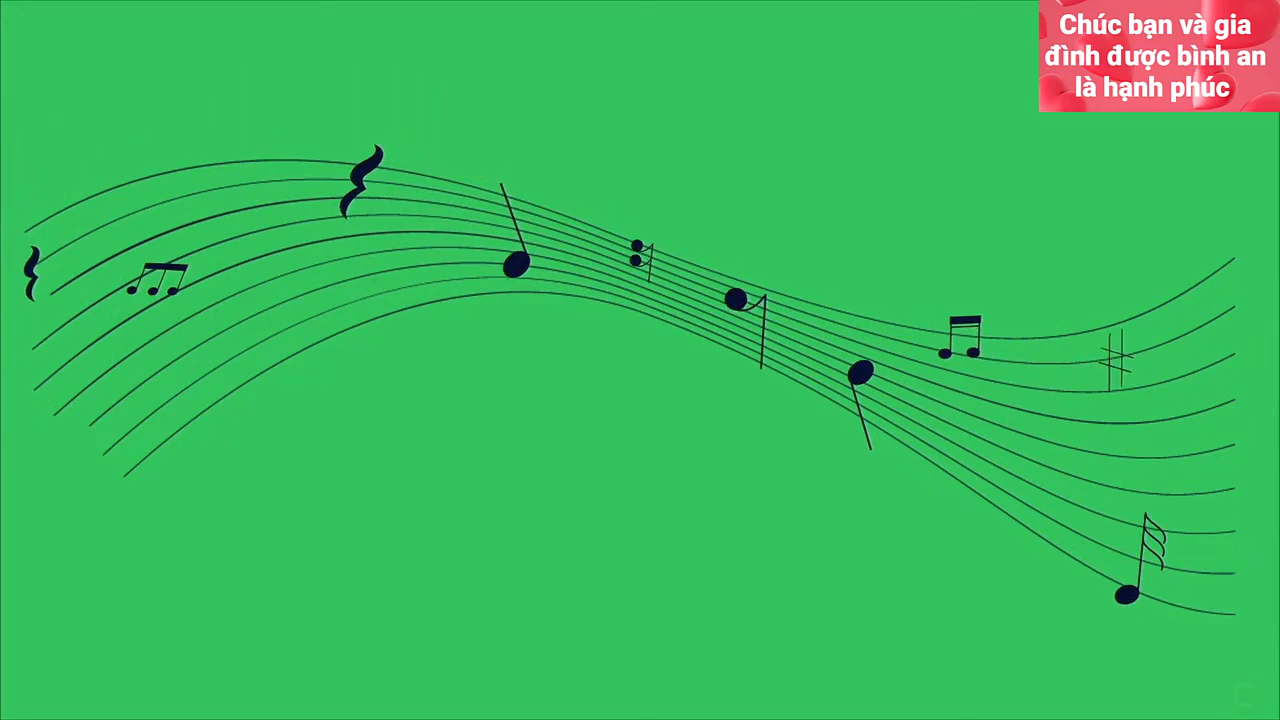 Chúc bạn và gia
đình được bình an
là hạnh phúc